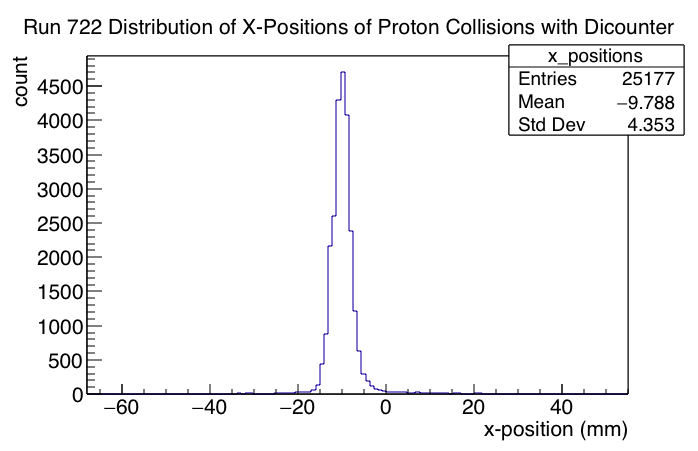 Run 722 Distribution of X-Positions of Proton Collisions with Dicounter
x_positions
Entries 25177
Mean −9.788
Std Dev 4.353
count
4500
4000
3500
3000
2500
2000
1500
1000
500
0
−60 −40 −20 0 20 40
x-position (mm)